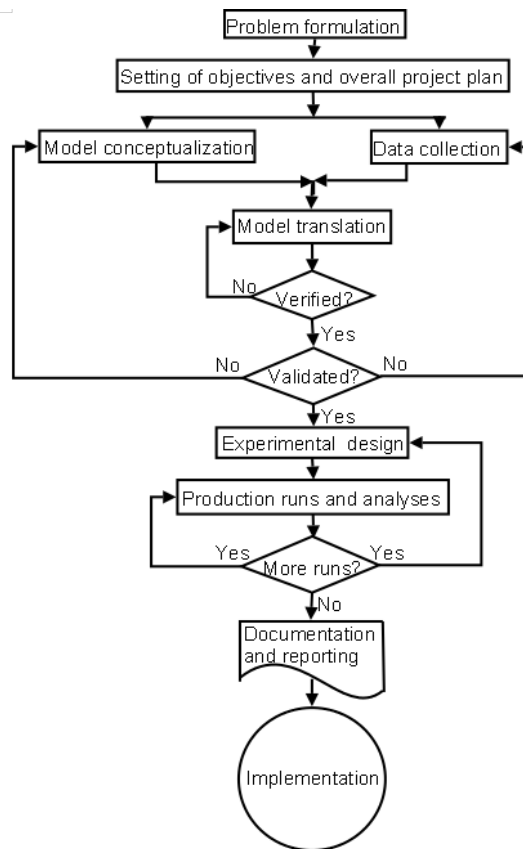 Problem formulation
Setting of objectives and overall project plan
Model conceptualization
Data collection
Model translation
No
Verified?
Yes
No
No
Validated?
Yes
Experimental design
Production runs and analyses
Yes
Yes
More runs?
No
Documentation
and reporting
Implementation